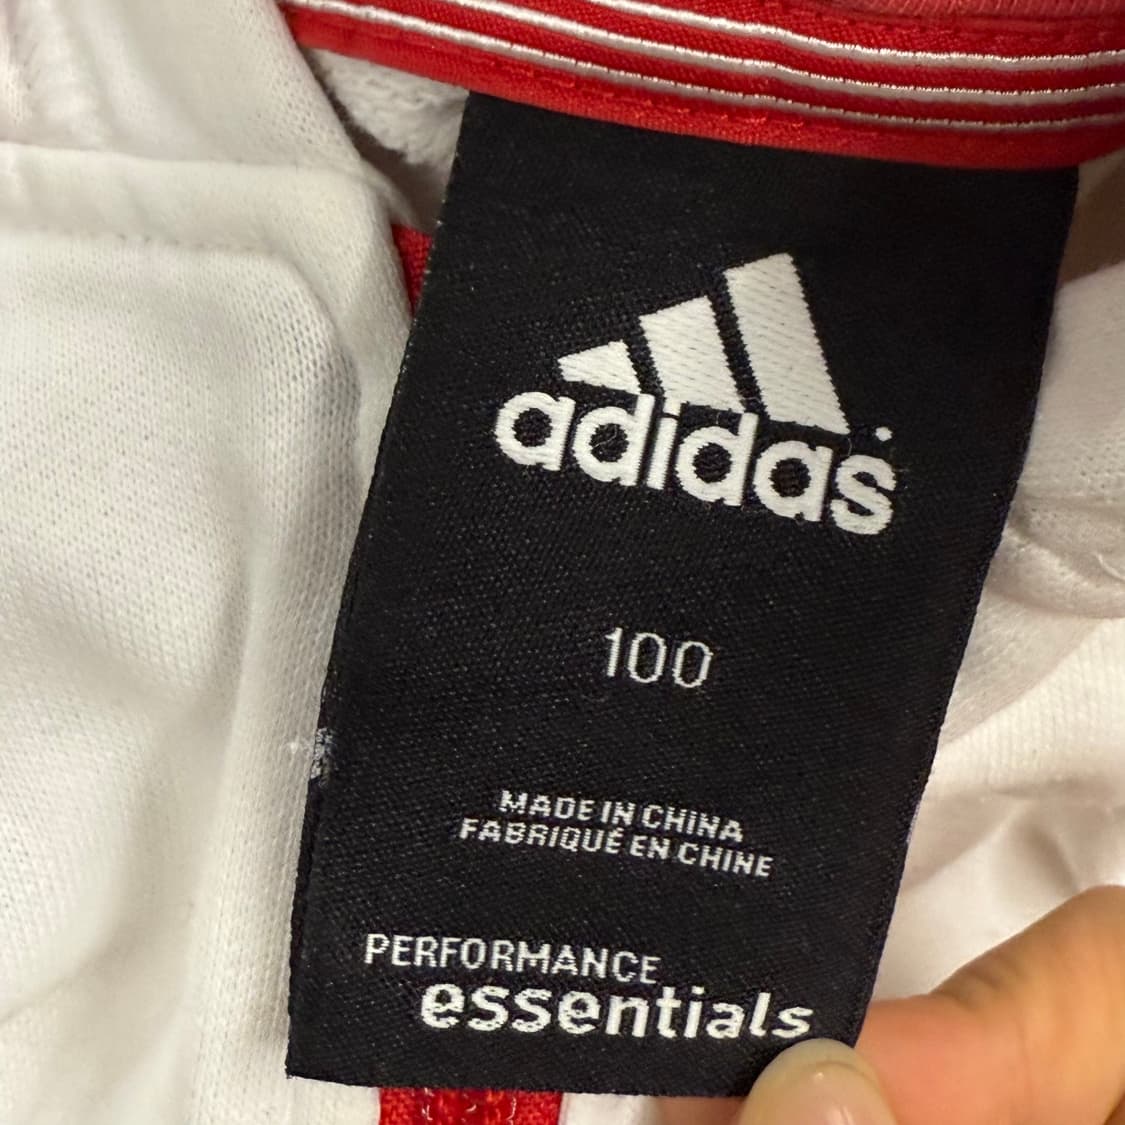 adidas
100
MADE IN CHINA
FABRIQUÉ EN CHINE
PERFORMANCE
essentials